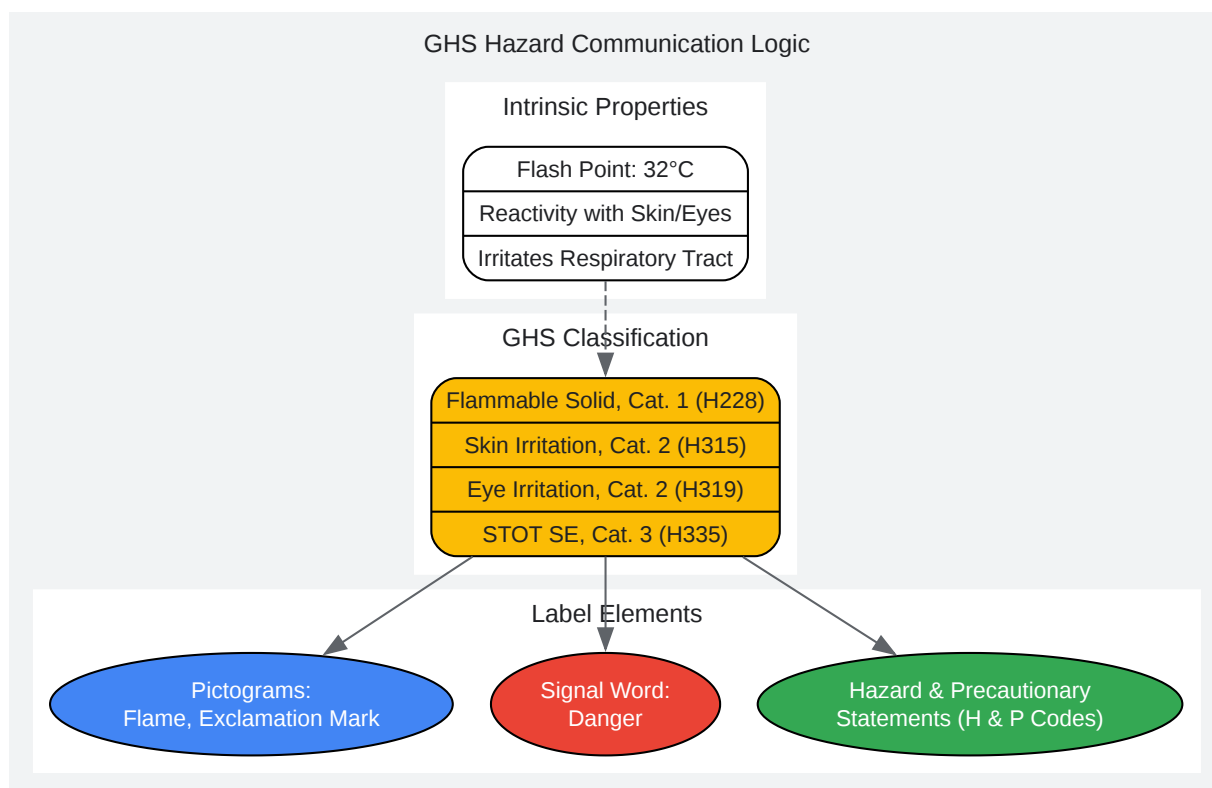 GHS Hazard Communication Logic
Intrinsic Properties
Flash Point: 32°C
Reactivity with Skin/Eyes
Irritates Respiratory Tract
GHS Classification
Flammable Solid, Cat. 1 (H228)
Skin Irritation, Cat. 2 (H315)
Eye Irritation, Cat. 2 (H319)
STOT SE, Cat. 3 (H335)
Label Elements
Pictograms:
Flame, Exclamation Mark
Signal Word:
Danger
Hazard & Precautionary
Statements (H & P Codes)